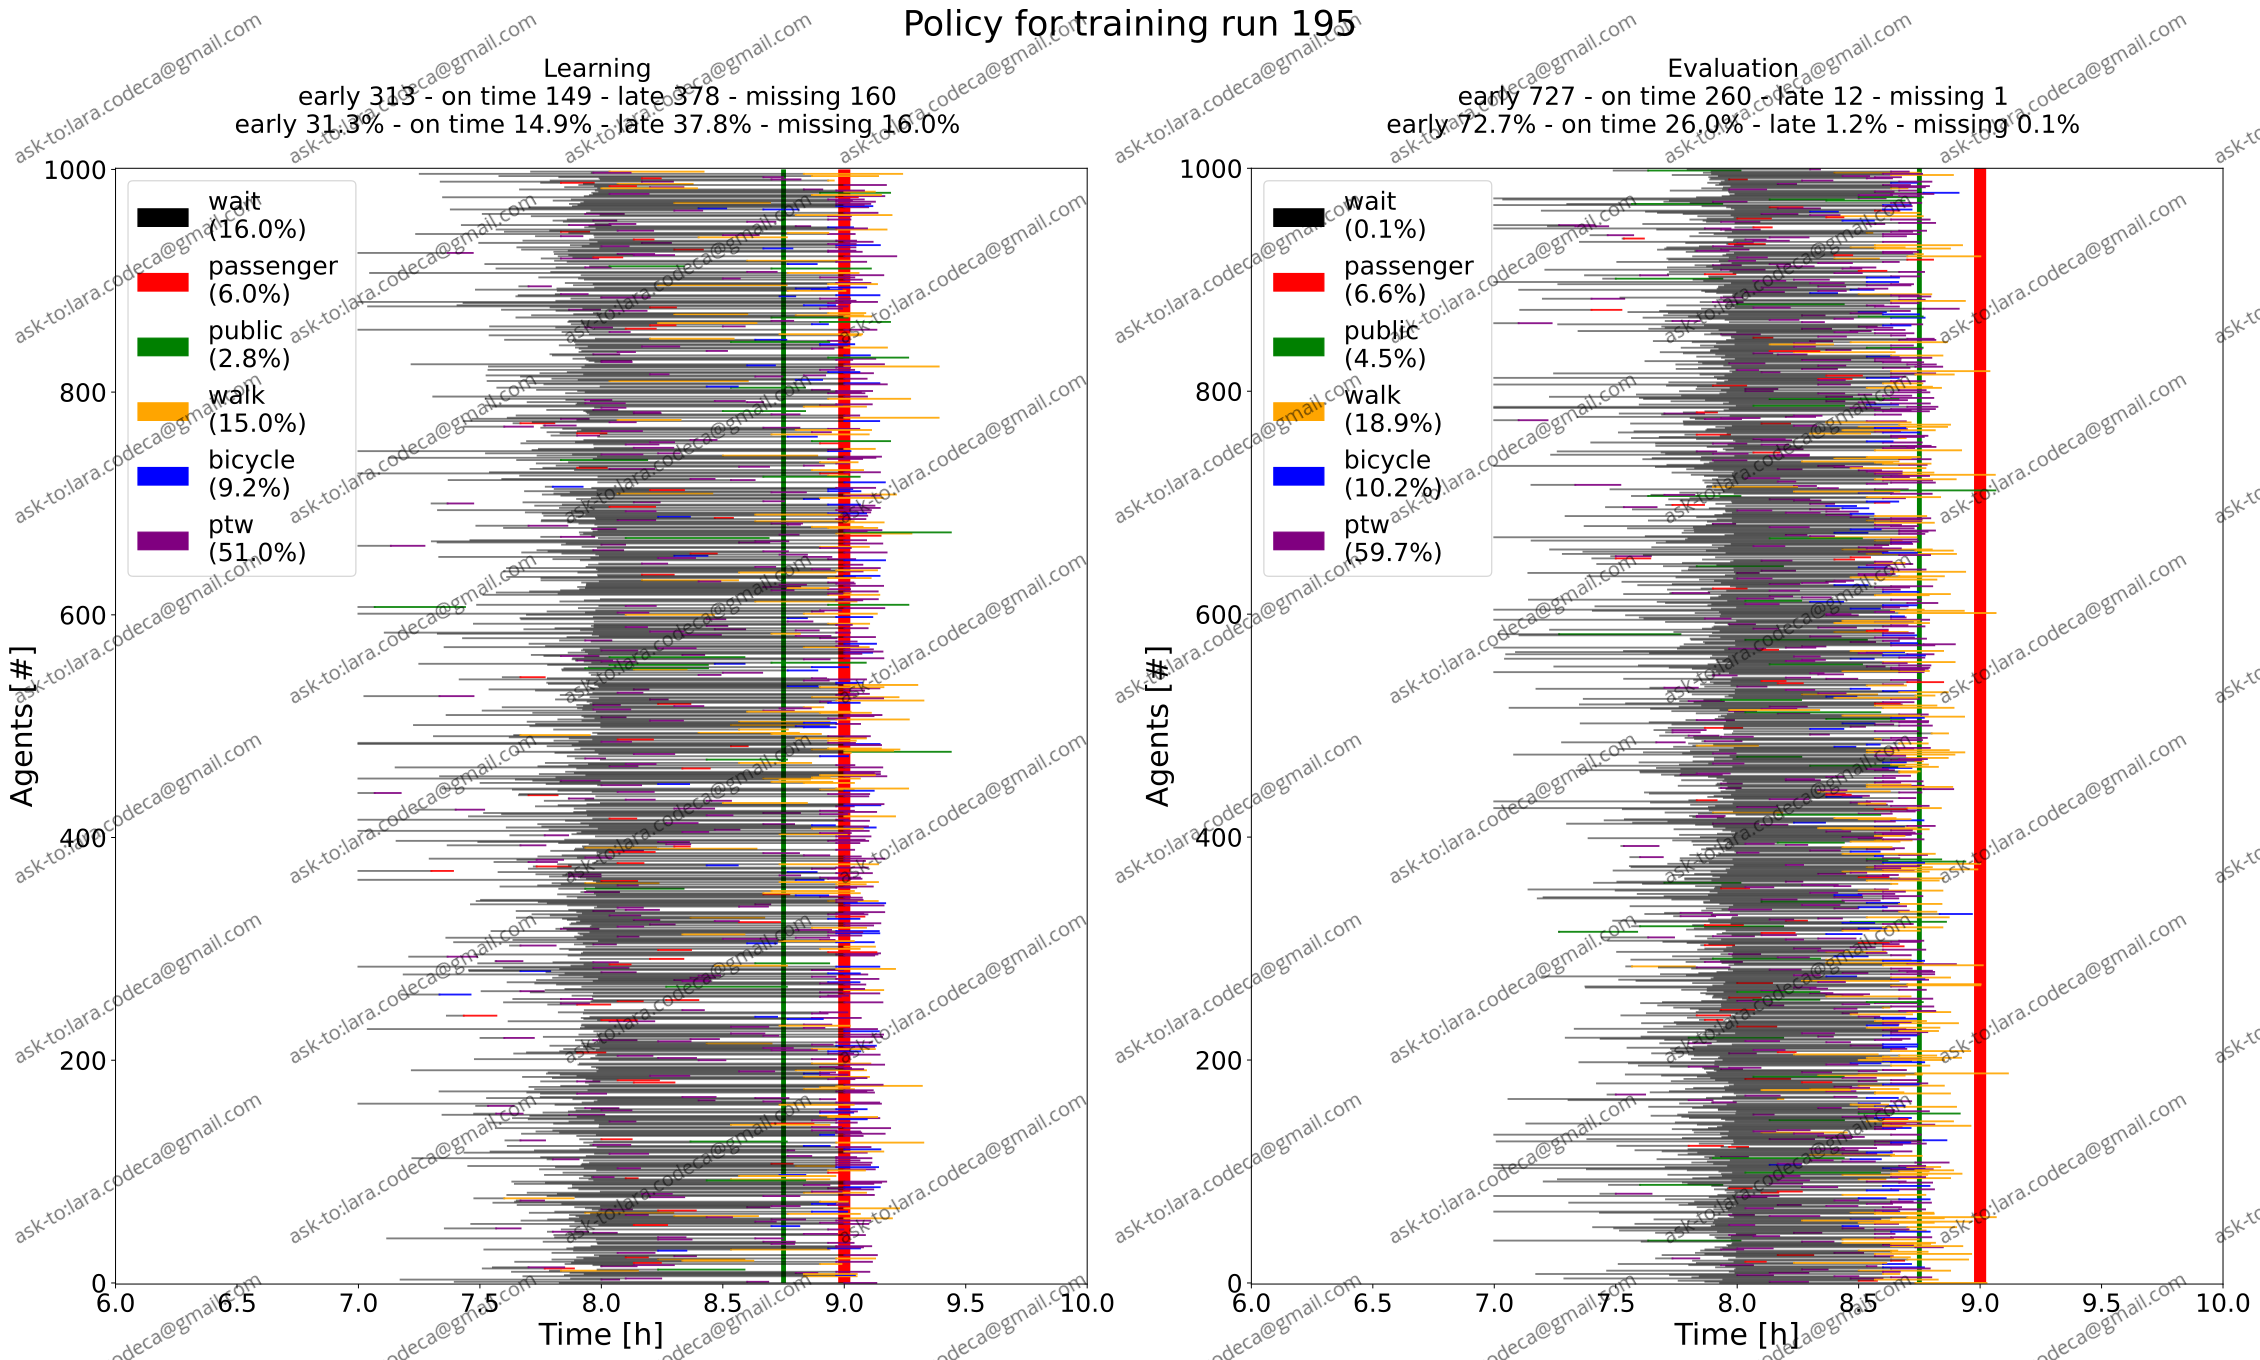 Policy for training run 195
Learning
early 313 - on time 149 - late 378 - missing 160
early 31.3% - on time 14.9% - late 37.8% - missing 16.0%
1000
800
600
400
200
0
Agents [#]
wait
(16.0%)
passenger
(6.0%)
public
(2.8%)
walk
(15.0%)
bicycle
(9.2%)
ptw
(51.0%)
6.0 6.5 7.0 7.5 8.0 8.5 9.0 9.5 10.0
Time [h]
Evaluation
early 727 - on time 260 - late 12 - missing 1
early 72.7% - on time 26.0% - late 1.2% - missing 0.1%
1000
800
600
400
200
0
Agents [#]
wait
(0.1%)
passenger
(6.6%)
public
(4.5%)
walk
(18.9%)
bicycle
(10.2%)
ptw
(59.7%)
6.0 6.5 7.0 7.5 8.0 8.5 9.0 9.5 10.0
Time [h]
ask-to:lara.codeca@gmail.com